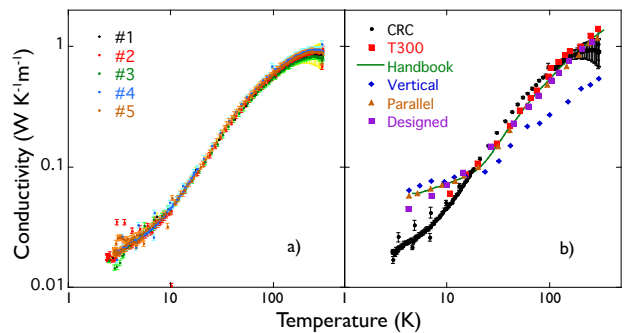 Conductivity (W K⁻¹m⁻¹)
1
0.1
0.01
#1
#2
#3
#4
#5
a)
1
10
100
CRC
T300
Handbook
Vertical
Parallel
Designed
b)
1
10
100
Temperature (K)